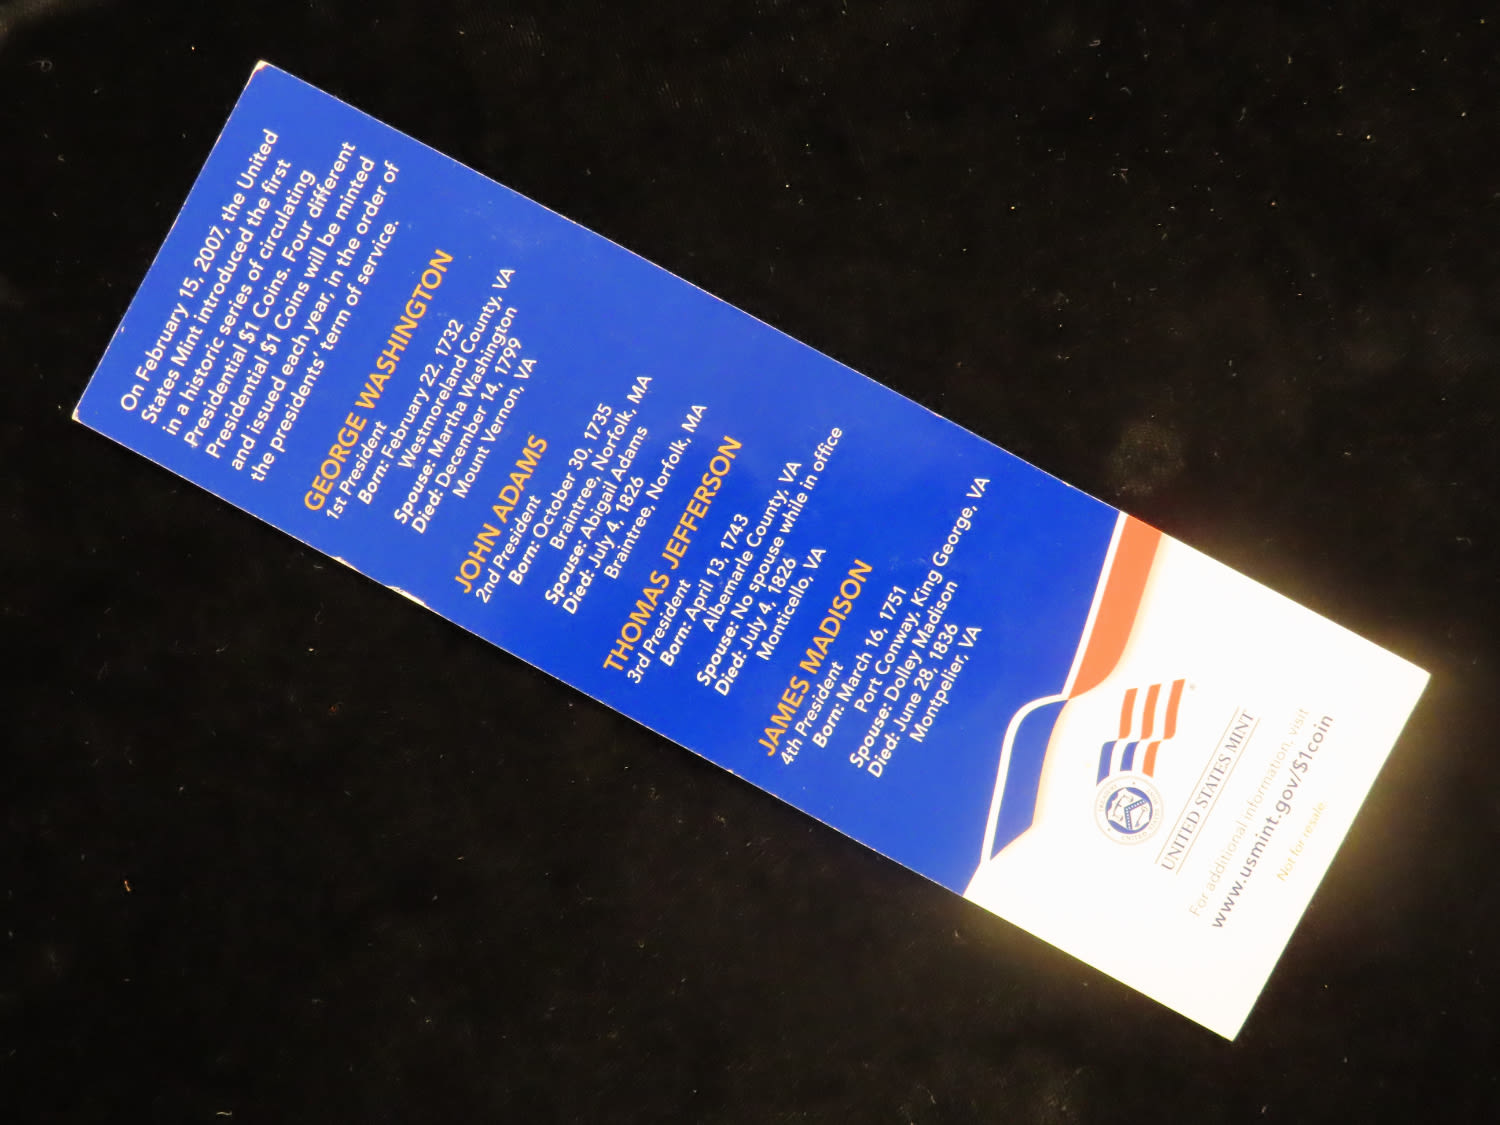 On February 15, 2007, the United
States Mint introduced the first
in a historic series of circulating
Presidential $1 Coins. Four different
Presidential $1 Coins will be minted
and issued each year, in the order of
the presidents' term of service.
GEORGE WASHINGTON
1st President
Born: February 22, 1732
Westmoreland County, VA
Spouse: Martha Washington
Died: December 14, 1799
Mount Vernon, VA
JOHN ADAMS
2nd President
Born: October 30, 1735
Braintree, Norfolk, MA
Spouse: Abigail Adams
Died: July 4, 1826
Braintree, Norfolk, MA
THOMAS JEFFERSON
3rd President
Born: April 13, 1743
Albemarle County, VA
Spouse: No spouse while in office
Died: July 4, 1826
Monticello, VA
JAMES MADISON
4th President
Born: March 16, 1751
Port Conway, King George, VA
Spouse: Dolley Madison
Died: June 28, 1836
Montpelier, VA
®
UNITED STATES MINT
For additional information, visit
www.usmint.gov/$1coin
Not for resale